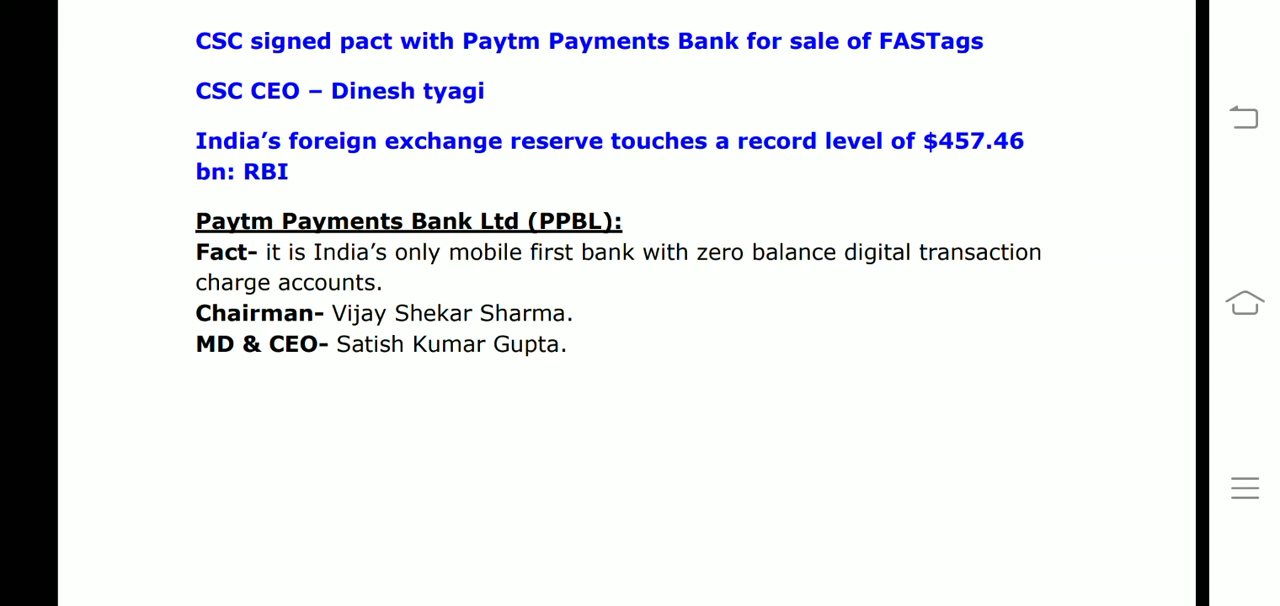 CSC signed pact with Paytm Payments Bank for sale of FASTags
CSC CEO – Dinesh tyagi
India’s foreign exchange reserve touches a record level of $457.46
bn: RBI
Paytm Payments Bank Ltd (PPBL):
Fact- it is India’s only mobile first bank with zero balance digital transaction
charge accounts.
Chairman- Vijay Shekar Sharma.
MD & CEO- Satish Kumar Gupta.